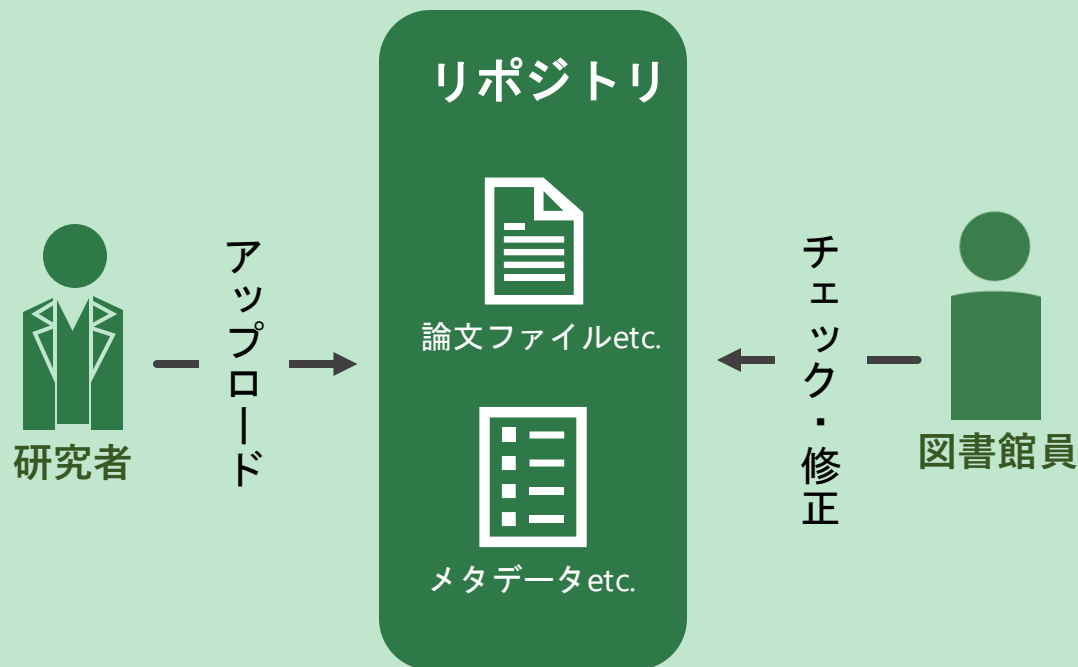 リポジトリ
論文ファイルetc.
メタデータetc.
アップロード
研究者
チェック・修正
図書館員